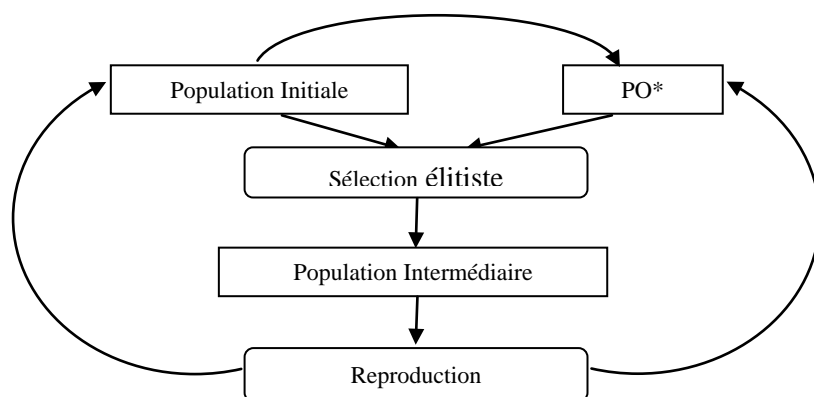 Population Initiale
PO*
Sélection élitiste
Population Intermédiaire
Reproduction